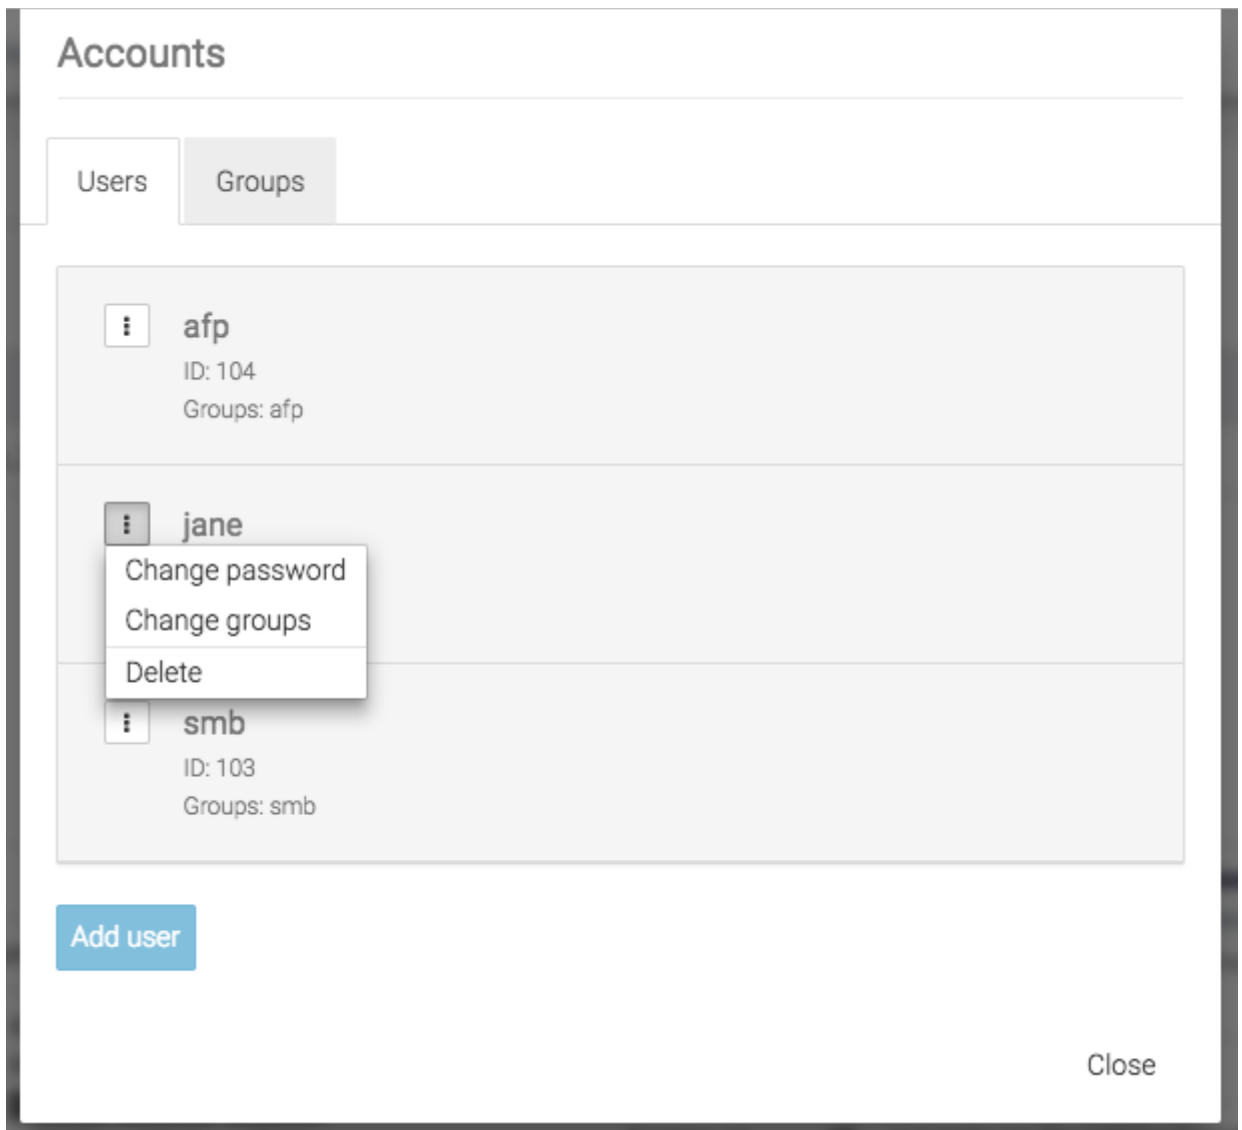 Accounts
Users
Groups
afp
ID: 104
Groups: afp
jane
Change password
Change groups
Delete
smb
ID: 103
Groups: smb
Add user
Close